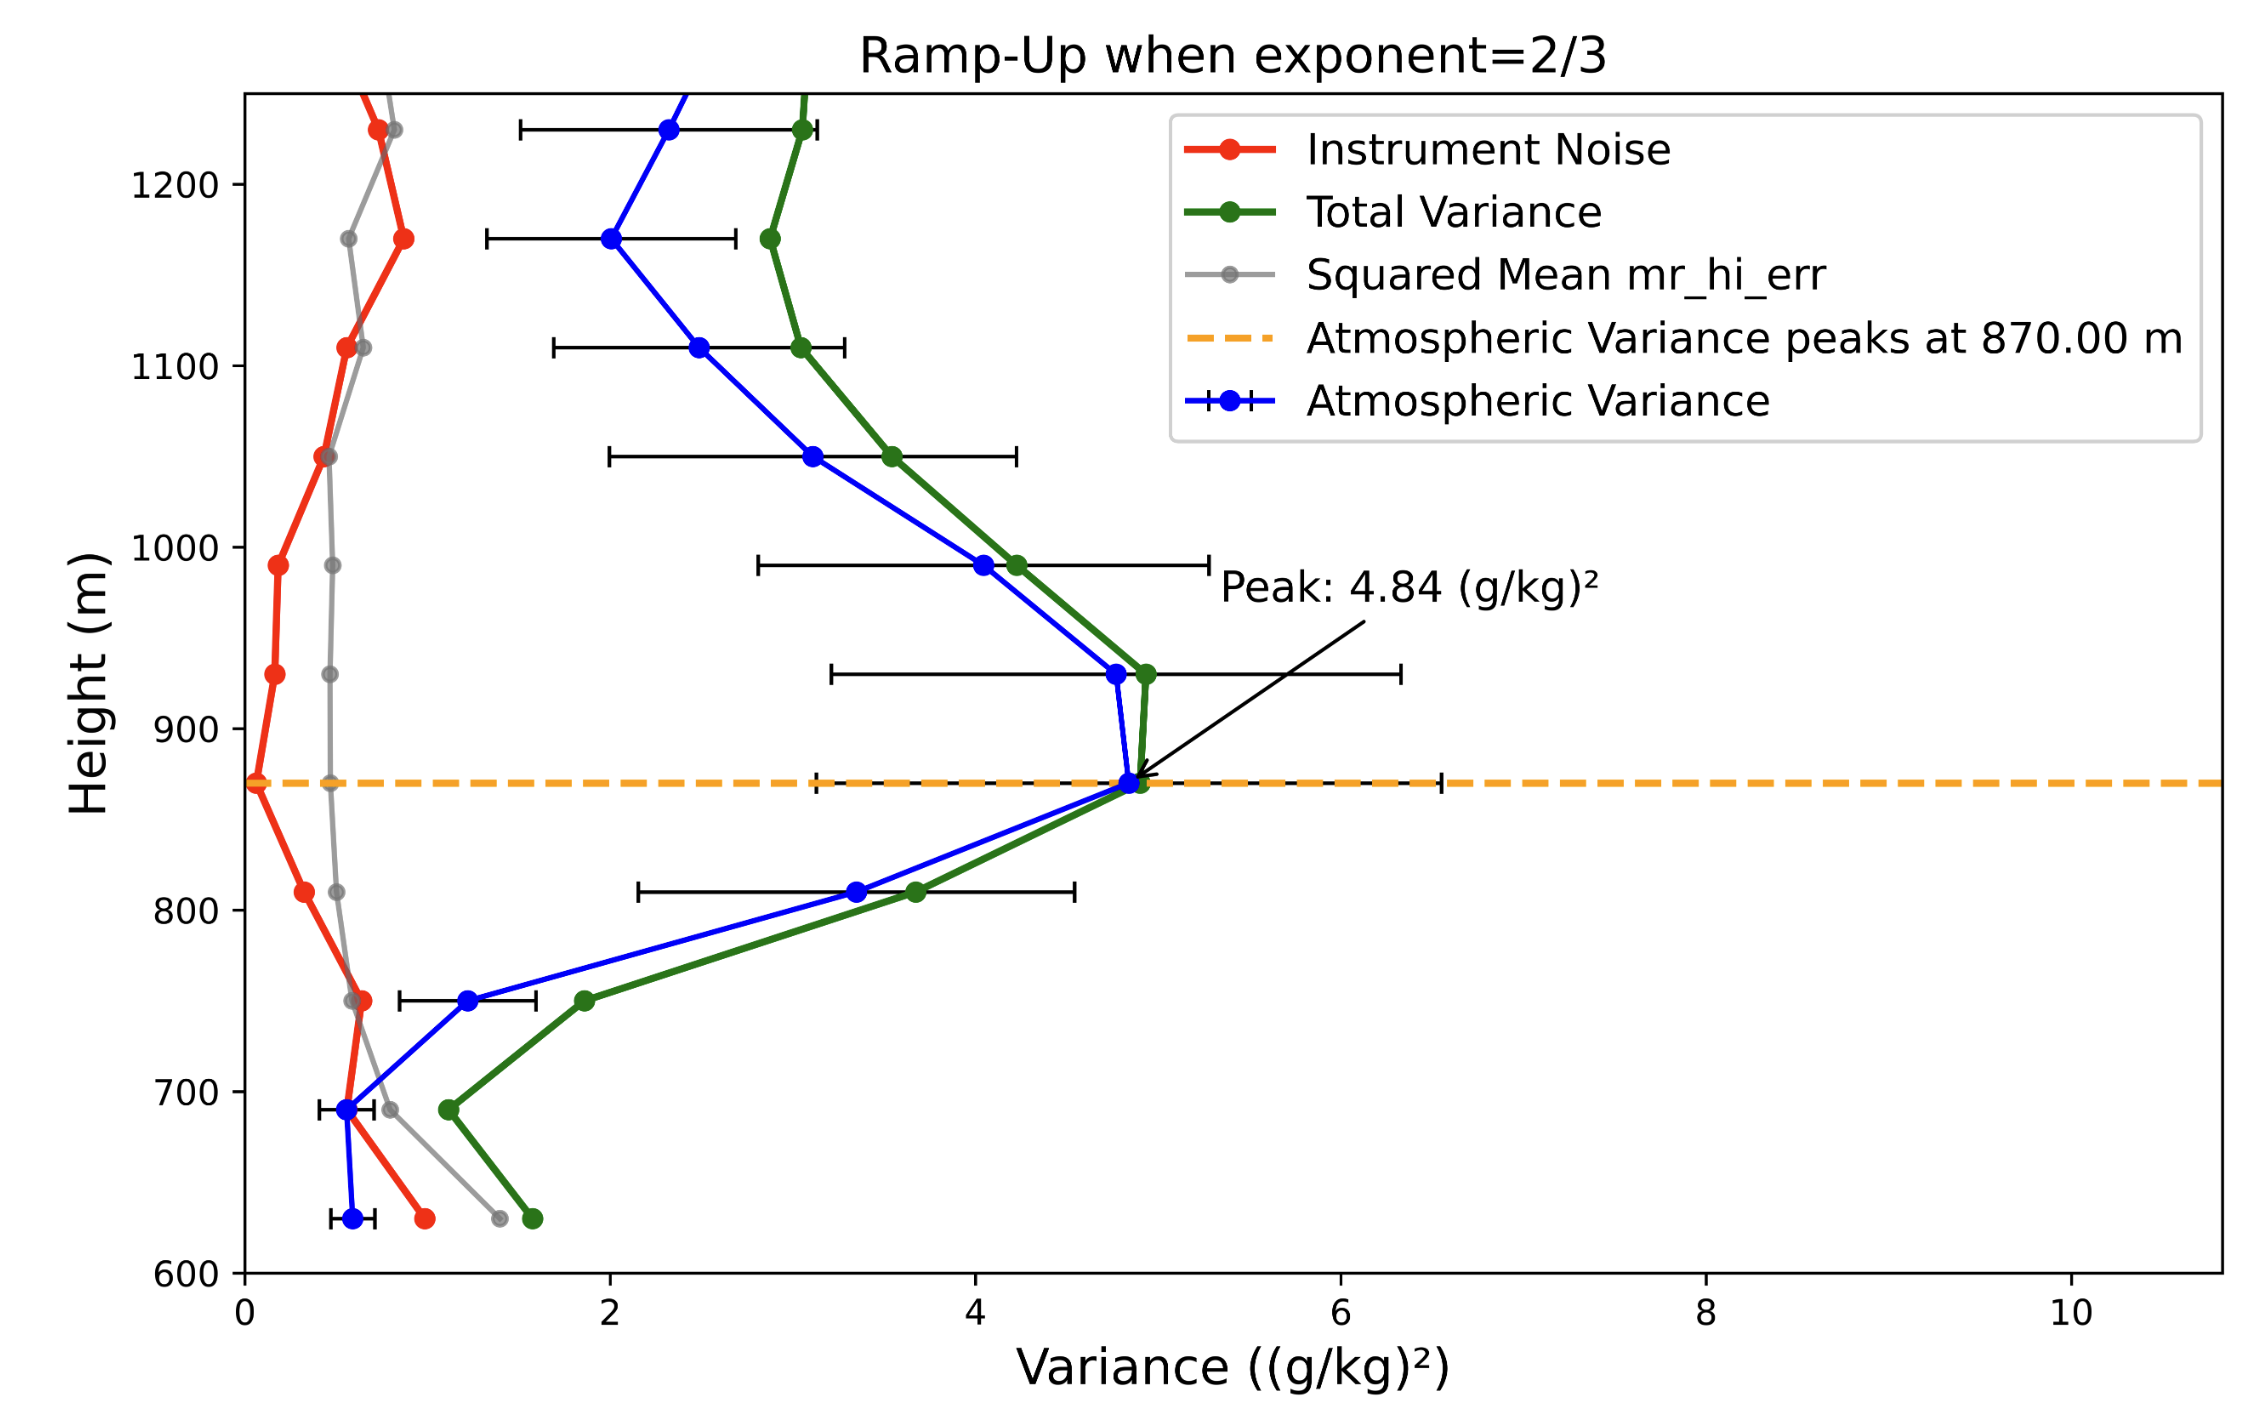 Ramp-Up when exponent=2/3
Instrument Noise
Total Variance
Squared Mean mr_hi_err
Atmospheric Variance peaks at 870.00 m
Atmospheric Variance
Peak: 4.84 (g/kg)²
Height (m)
1200
1100
1000
900
800
700
600
0 2 4 6 8 10
Variance ((g/kg)²)